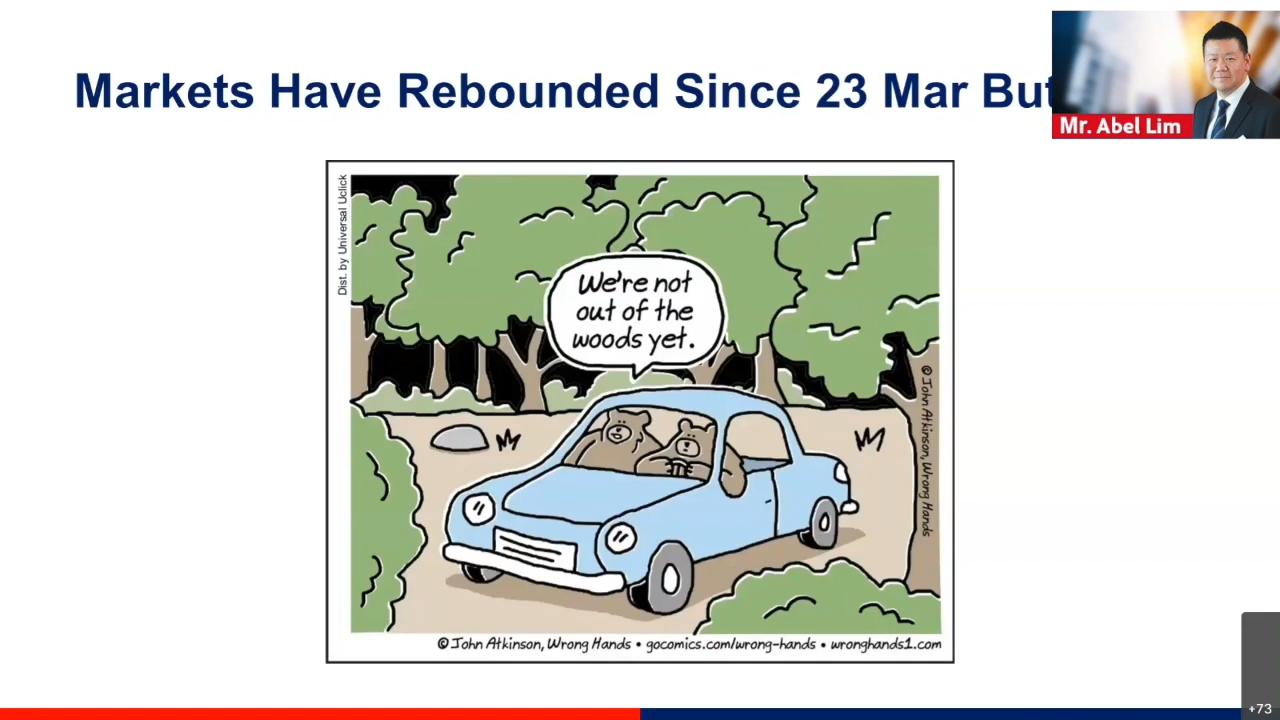 Markets Have Rebounded Since 23 Mar But
Mr. Abel Lim
Dist. by Universal Uclick
We're not
out of the
woods yet.
© John Atkinson, Wrong Hands
© John Atkinson, Wrong Hands • gocomics.com/wrong-hands • wronghands1.com
+73